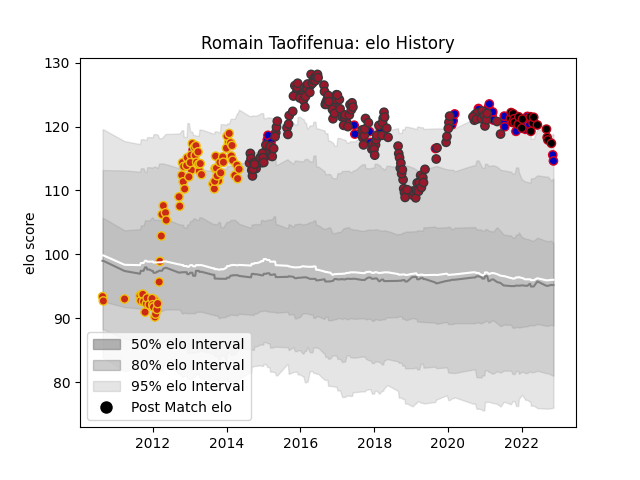 Romain Taofifenua: elo History
130
120
110
100
90
80
elo score
50% elo Interval
80% elo Interval
95% elo Interval
Post Match elo
2012
2014
2016
2018
2020
2022